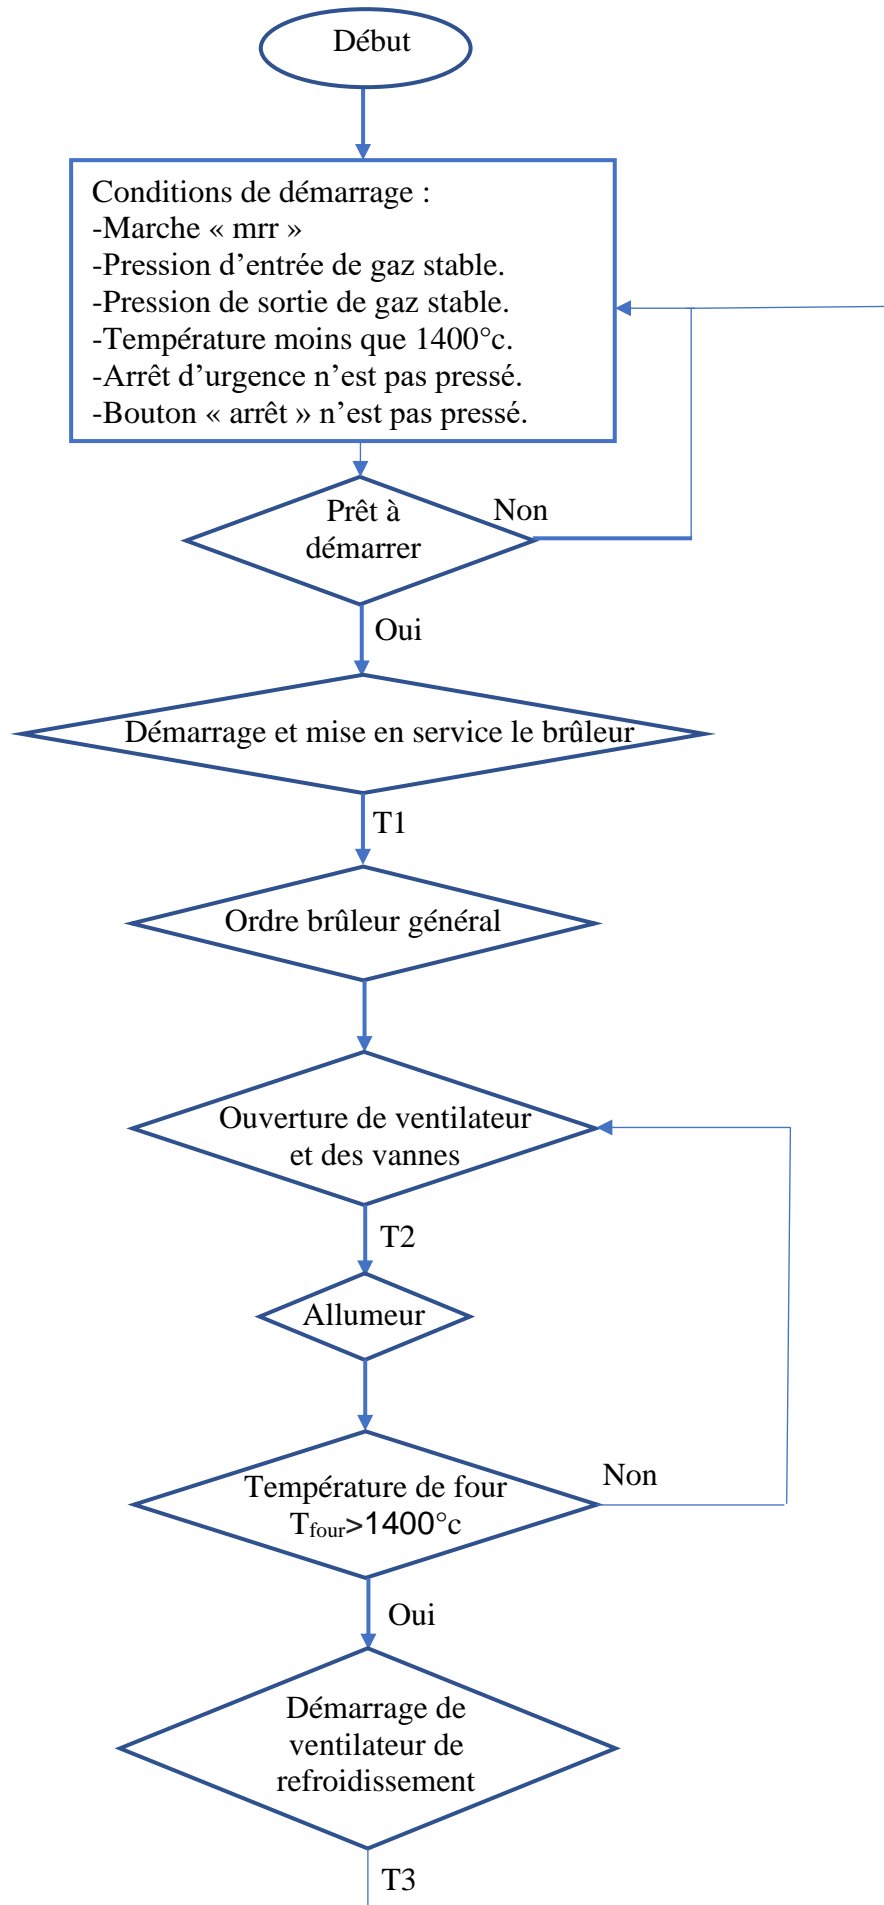 Début
Conditions de démarrage :
-Marche « mrr »
-Pression d’entrée de gaz stable.
-Pression de sortie de gaz stable.
-Température moins que 1400°c.
-Arrêt d’urgence n’est pas pressé.
-Bouton « arrêt » n’est pas pressé.
Prêt à
démarrer
Non
Oui
Démarrage et mise en service le brûleur
T1
Ordre brûleur général
Ouverture de ventilateur
et des vannes
T2
Allumeur
Température de four
Tfour>1400°c
Non
Oui
Démarrage de
ventilateur de
refroidissement
T3